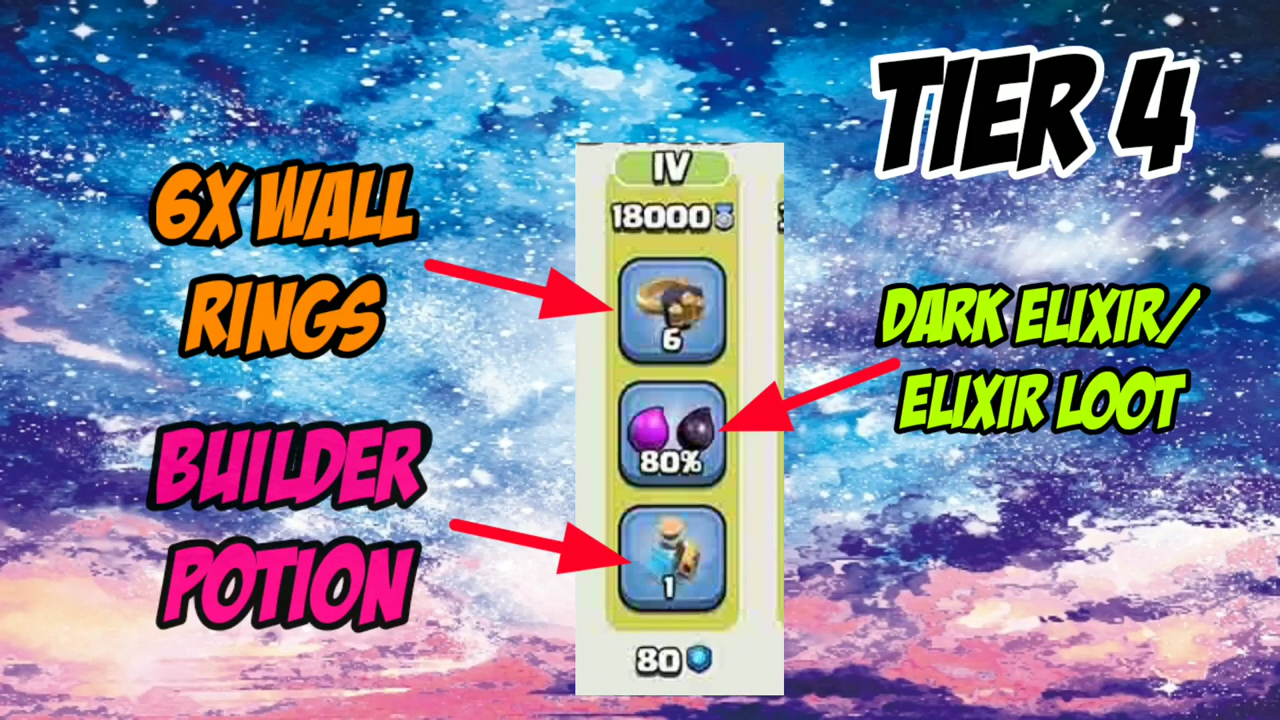 TIER 4
6X WALL
RINGS
BUILDER
POTION
IV
18000
6
80%
1
80
DARK ELIXIR/
ELIXIR LOOT